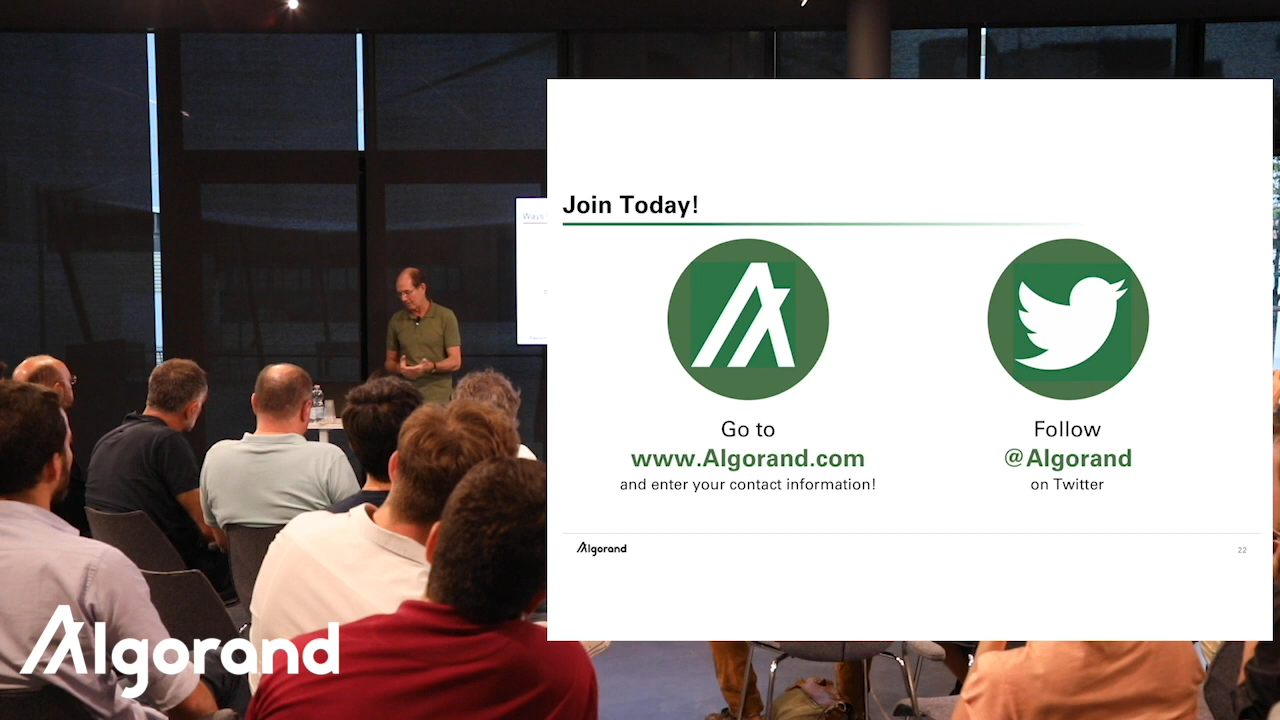 Ways
Join Today!
Go to
www.Algorand.com
and enter your contact information!
Follow
@Algorand
on Twitter
Algorand
22
Algorand